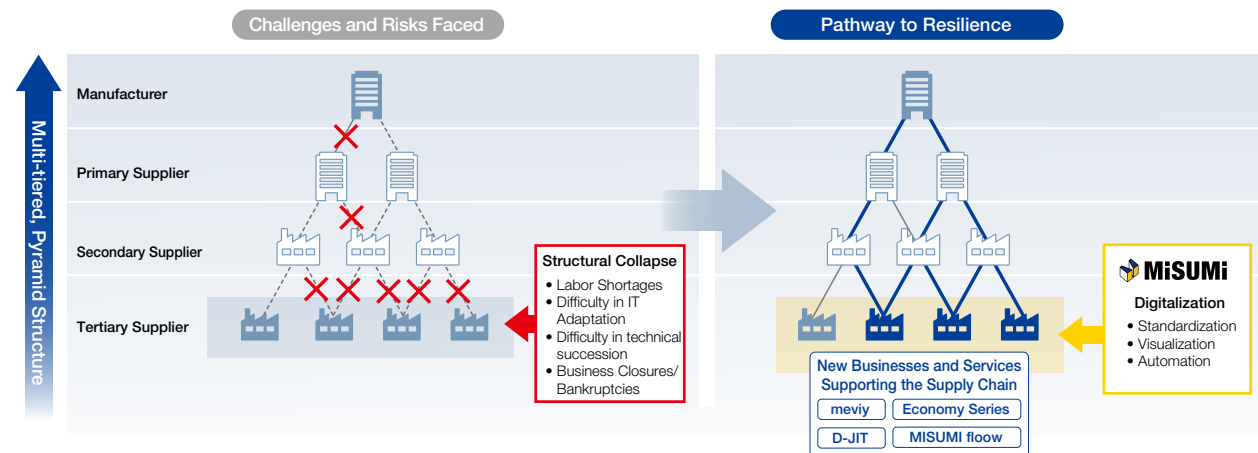 Challenges and Risks Faced
Pathway to Resilience
Multi-tiered, Pyramid Structure
Manufacturer
Primary Supplier
Secondary Supplier
Tertiary Supplier
Structural Collapse
• Labor Shortages
• Difficulty in IT
Adaptation
• Difficulty in technical
succession
• Business Closures/
Bankruptcies
MiSUMi
Digitalization
• Standardization
• Visualization
• Automation
New Businesses and Services
Supporting the Supply Chain
meviy
Economy Series
D-JIT
MISUMI floow